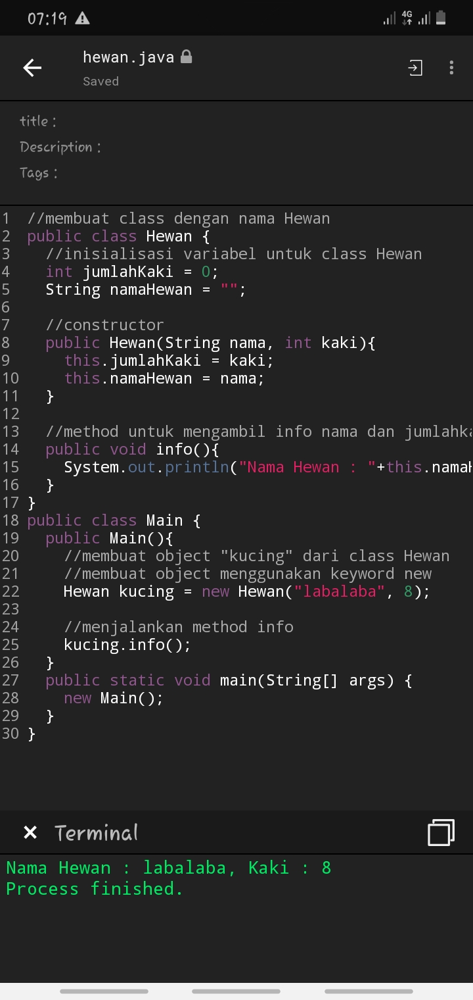 07:19 4G
hewan.java
Saved
title :
Description :
Tags :
1 //membuat class dengan nama Hewan
2 public class Hewan {
3 //inisialisasi variabel untuk class Hewan
4 int jumlahKaki = 0;
5 String namaHewan = "";
6
7 //constructor
8 public Hewan(String nama, int kaki){
9 this.jumlahKaki = kaki;
10 this.namaHewan = nama;
11 }
12
13 //method untuk mengambil info nama dan jumlahka
14 public void info(){
15 System.out.println("Nama Hewan : "+this.nama
16 }
17 }
18 public class Main {
19 public Main(){
20 //membuat object "kucing" dari class Hewan
21 //membuat object menggunakan keyword new
22 Hewan kucing = new Hewan("labalaba", 8);
23
24 //menjalankan method info
25 kucing.info();
26 }
27 public static void main(String[] args) {
28 new Main();
29 }
30 }
Terminal
Nama Hewan : labalaba, Kaki : 8
Process finished.